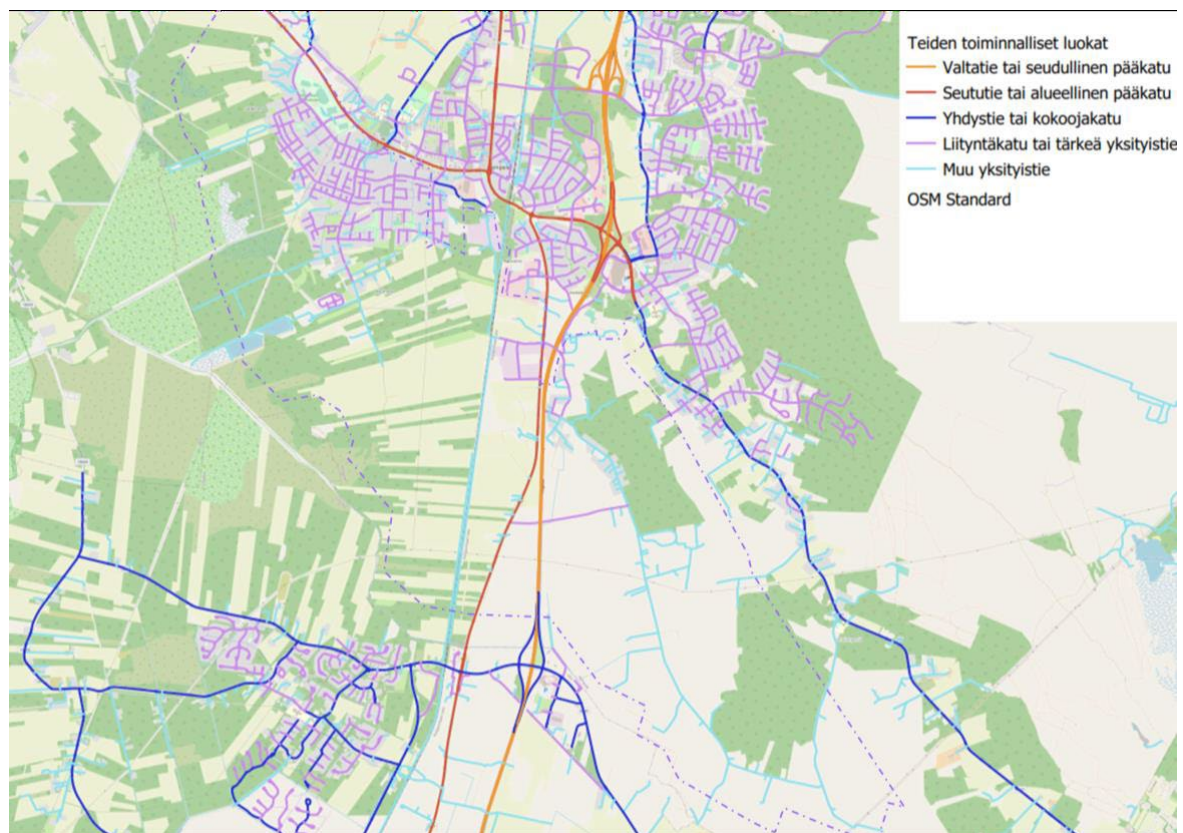 Teiden toiminnalliset luokat
Valtatie tai seudullinen pääkatu
Seututie tai alueellinen pääkatu
Yhdystie tai kokoojakatu
Liityntäkatu tai tärkeä yksityistie
Muu yksityistie
OSM Standard